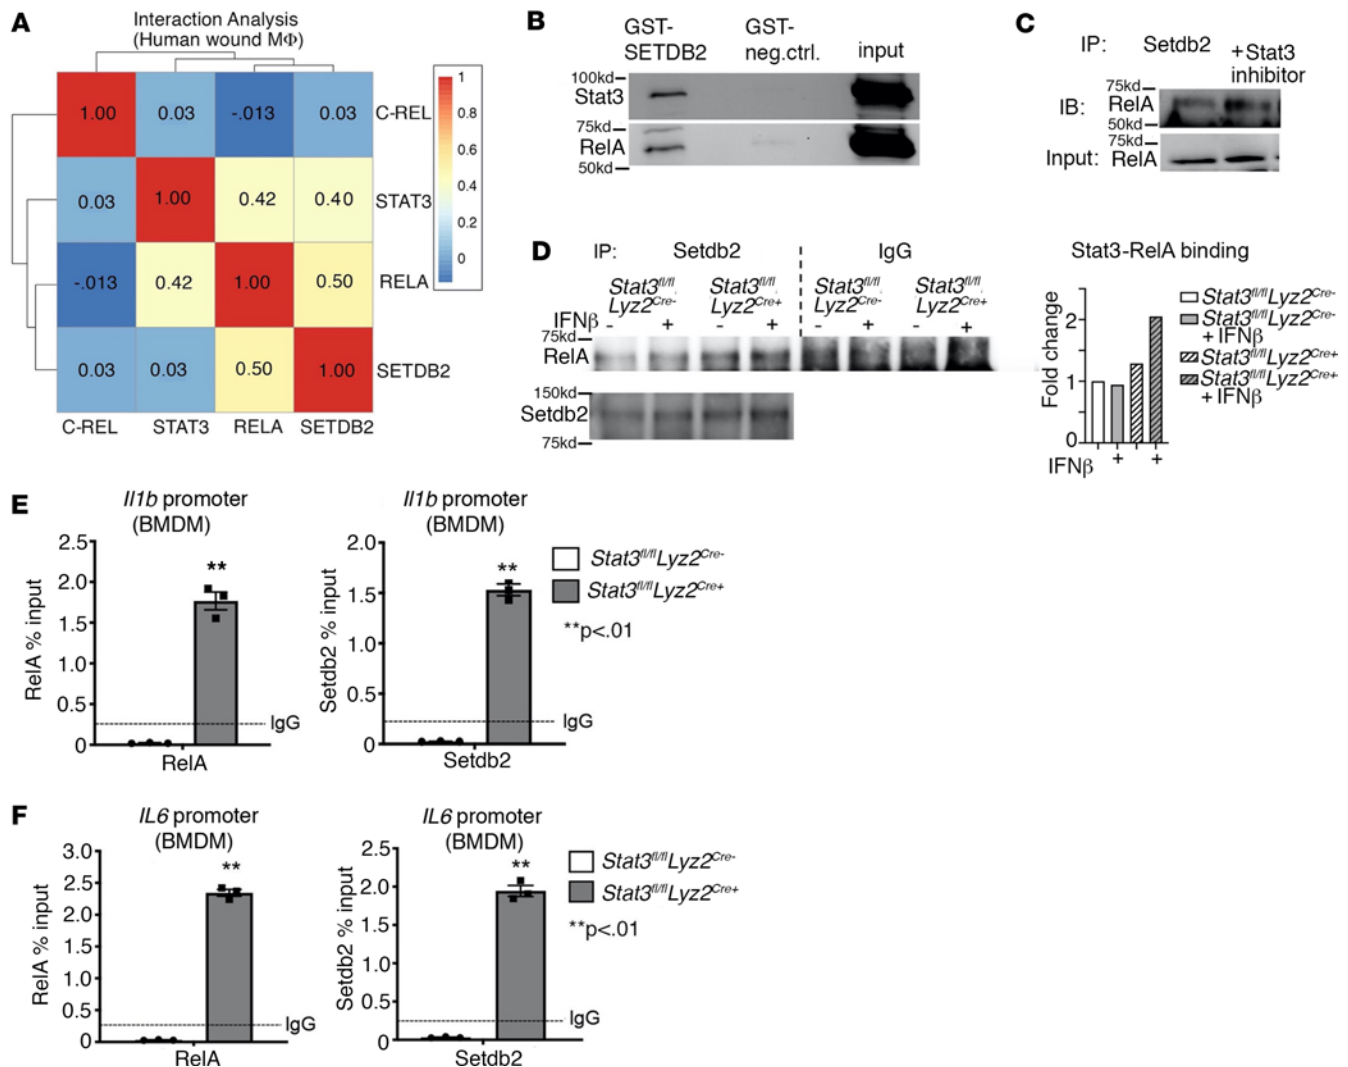 A
Interaction Analysis
(Human wound MΦ)
1.00 0.03 -.013 0.03 C-REL
0.03 1.00 0.42 0.40 STAT3
-.013 0.42 1.00 0.50 RELA
0.03 0.03 0.50 1.00 SETDB2
C-REL STAT3 RELA SETDB2
1
0.8
0.6
0.4
0.2
0
B
GST-SETDB2 GST-neg.ctrl. input
100kd
Stat3
75kd
RelA
50kd
C
IP: Setdb2 +Stat3
inhibitor
75kd
IB: RelA
50kd
75kd
Input: RelA
D
IP: Setdb2 IgG
Stat3fl/fl Stat3fl/fl Stat3fl/fl Stat3fl/fl
Lyz2Cre- Lyz2Cre+ Lyz2Cre- Lyz2Cre+
IFNβ - + - + - + - +
75kd
RelA
150kd
Setdb2
75kd
Stat3-RelA binding
Fold change
2
1
0
IFNβ + +
Stat3fl/flLyz2Cre-
Stat3fl/flLyz2Cre-
+ IFNβ
Stat3fl/flLyz2Cre+
Stat3fl/flLyz2Cre+
+ IFNβ
E
Il1b promoter
(BMDM)
RelA % input
2.5
2.0
1.5
1.0
0.5
0
**
IgG
RelA
Il1b promoter
(BMDM)
Setdb2 % input
2.0
1.5
1.0
0.5
0
**
IgG
Setdb2
Stat3fl/flLyz2Cre-
Stat3fl/flLyz2Cre+
**p<.01
F
IL6 promoter
(BMDM)
RelA % input
3.0
2.5
2.0
1.5
1.0
0.5
0
**
IgG
RelA
IL6 promoter
(BMDM)
Setdb2 % input
2.5
2.0
1.5
1.0
0.5
0
**
IgG
Setdb2
Stat3fl/flLyz2Cre-
Stat3fl/flLyz2Cre+
**p<.01